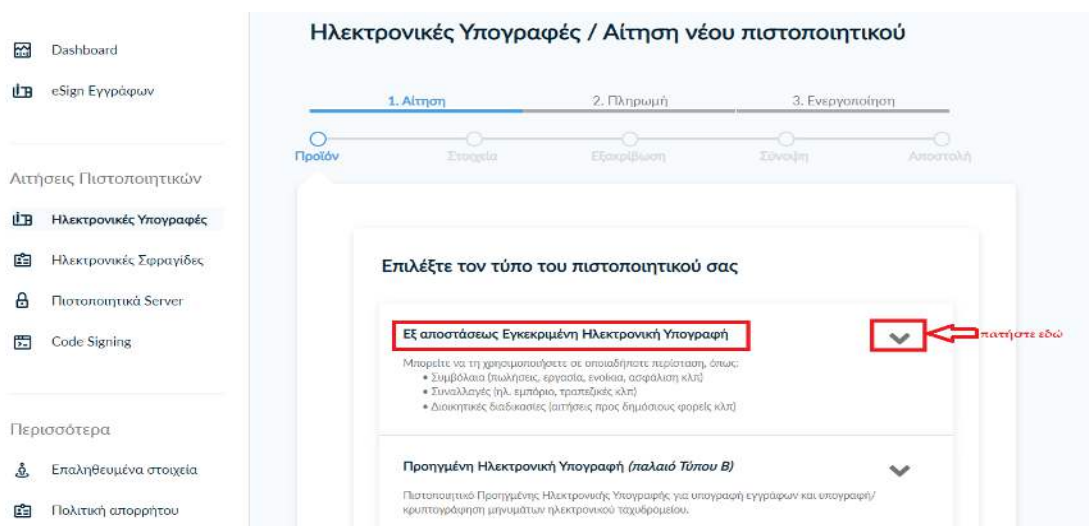 Ηλεκτρονικές Υπογραφές / Αίτηση νέου πιστοποιητικού
Dashboard
eSign Εγγράφων
Αιτήσεις Πιστοποιητικών
Ηλεκτρονικές Υπογραφές
Ηλεκτρονικές Σφραγίδες
Πιστοποιητικά Server
Code Signing
Περισσότερα
Επαληθευμένα στοιχεία
Πολιτική απορρήτου
1. Αίτηση
2. Πληρωμή
3. Ενεργοποίηση
Προϊόν
Στοιχεία
Εξακρίβωση
Σύνοψη
Αποστολή
Επιλέξτε τον τύπο του πιστοποιητικού σας
Εξ αποστάσεως Εγκεκριμένη Ηλεκτρονική Υπογραφή
πατήστε εδώ
Μπορείτε να τη χρησιμοποιήσετε σε οποιαδήποτε περίσταση, όπως:
• Συμβόλαια (πωλήσεις, εργασία, ενοίκια, ασφάλιση κλπ)
• Συναλλαγές (ηλ. εμπόριο, τραπεζικές κλπ)
• Διοικητικές διαδικασίες (αιτήσεις προς δημόσιους φορείς κλπ)
Προηγμένη Ηλεκτρονική Υπογραφή (παλαιό Τύπου Β)
Πιστοποιητικό Προηγμένης Ηλεκτρονικής Υπογραφής για υπογραφή εγγράφων και υπογραφή/
κρυπτογράφηση μηνυμάτων ηλεκτρονικού ταχυδρομείου.